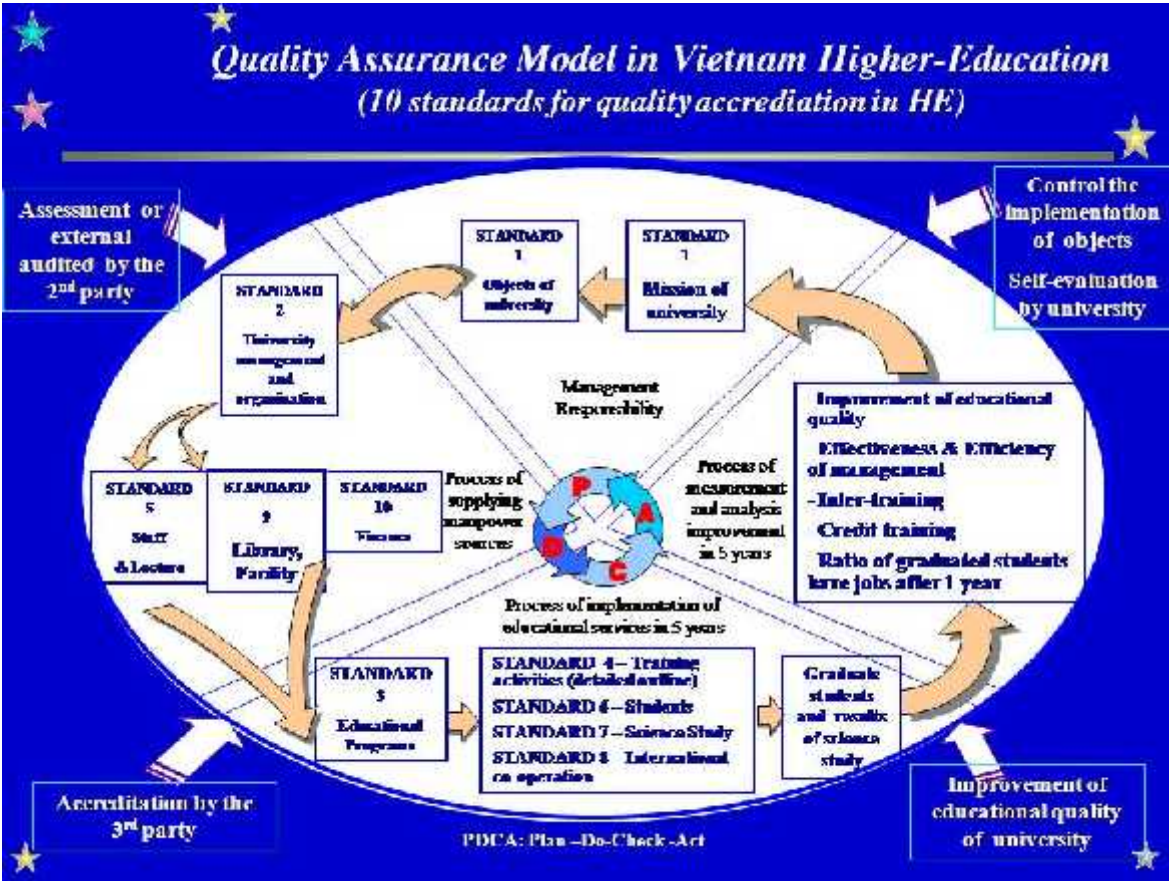 Quality Assurance Model in Vietnam Higher-Education
(10 standards for quality accrediation in HE)
Assessment or
external
audited by the
2nd party
Control the
implementation
of objects
Self-evaluation
by university
STANDARD
1
Objects of
university
STANDARD
1
Mission of
university
STANDARD
2
University
management
and
organisation
Management
Responsibility
Improvement of educational
quality
Effectiveness & Efficiency
of management
-Inter-training
Credit training
Ratio of graduated students
have jobs after 1 year
STANDARD
5
Staff
& Lecture
STANDARD
9
Library,
Facility
STANDARD
10
Finance
Process of
supplying
manpower
sources
Process of
measurement
and analysis
improvement
in 5 years
P
A
D
C
Process of implementation of
educational services in 5 years
STANDARD
3
Educational
Programs
STANDARD 4 – Training
activities (detailed outline)
STANDARD 6 – Students
STANDARD 7 – Science Study
STANDARD 8 International
co operation
Graduate
students
and results
of science
study
Accreditation by the
3rd party
PDCA: Plan –Do-Check -Act
Improvement of
educational quality
of university